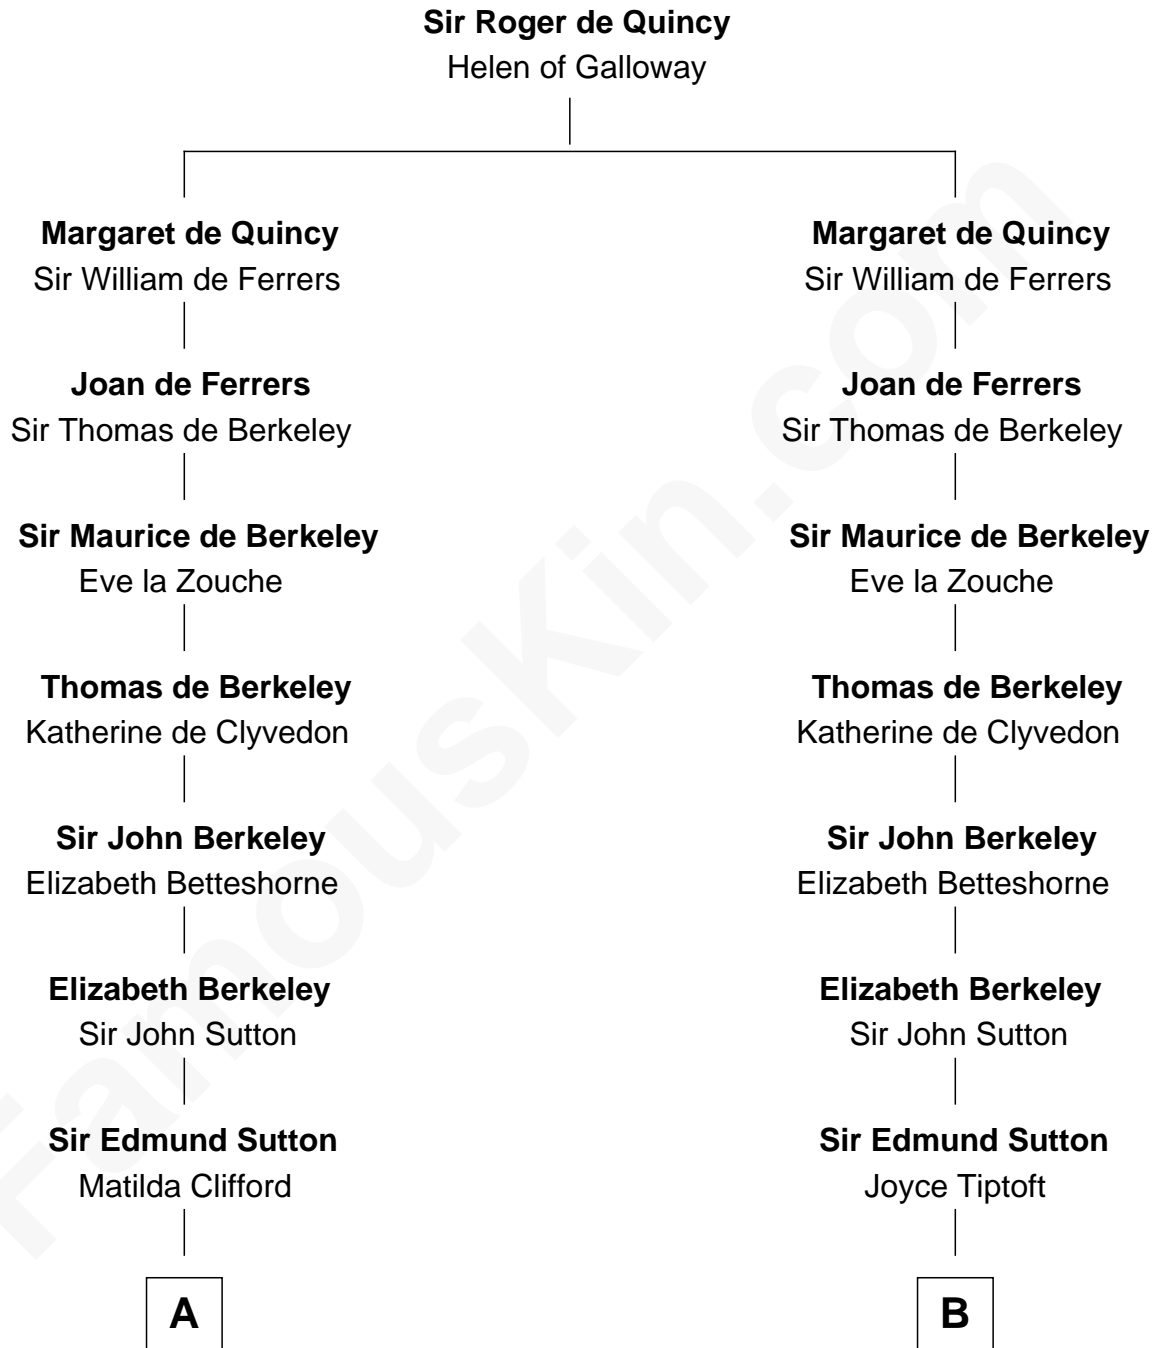 Sir Roger de Quincy
Helen of Galloway
Margaret de Quincy
Sir William de Ferrers
Margaret de Quincy
Sir William de Ferrers
Joan de Ferrers
Sir Thomas de Berkeley
Joan de Ferrers
Sir Thomas de Berkeley
Sir Maurice de Berkeley
Eve la Zouche
Sir Maurice de Berkeley
Eve la Zouche
Thomas de Berkeley
Katherine de Clyvedon
Thomas de Berkeley
Katherine de Clyvedon
Sir John Berkeley
Elizabeth Betteshorne
Sir John Berkeley
Elizabeth Betteshorne
Elizabeth Berkeley
Sir John Sutton
Elizabeth Berkeley
Sir John Sutton
Sir Edmund Sutton
Matilda Clifford
Sir Edmund Sutton
Joyce Tiptoft
A
B
FamousKin.com